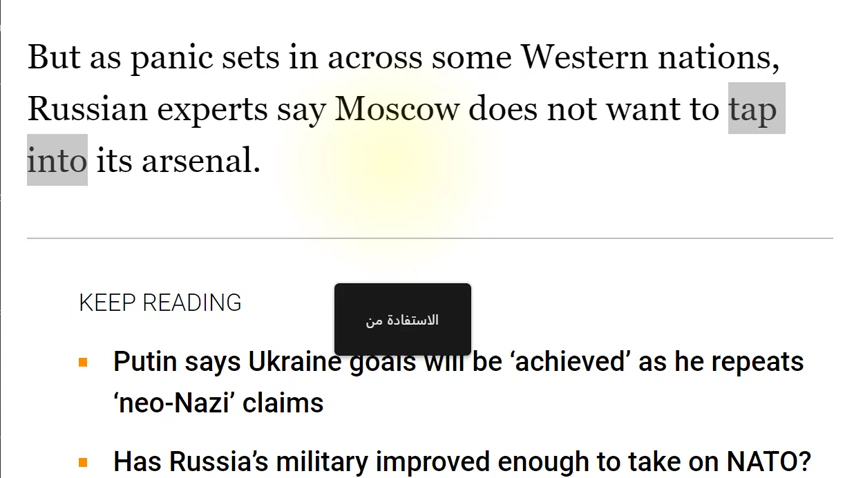 But as panic sets in across some Western nations,
Russian experts say Moscow does not want to tap
into its arsenal.
KEEP READING
الاستفادة من
Putin says Ukraine goals will be ‘achieved’ as he repeats
‘neo-Nazi’ claims
Has Russia’s military improved enough to take on NATO?